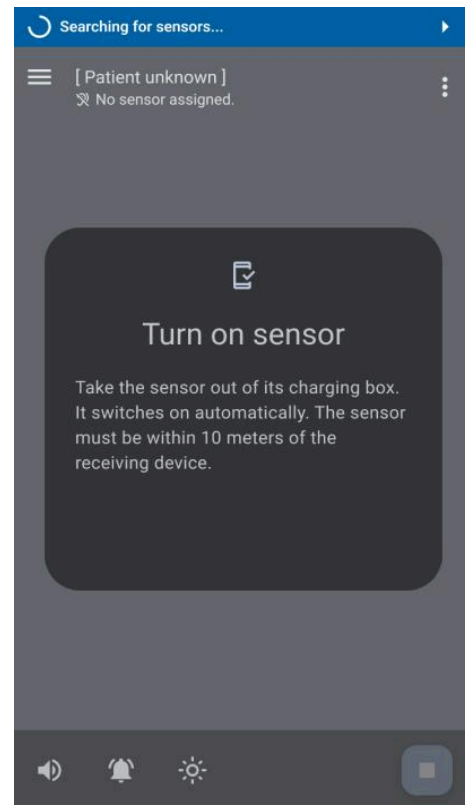 Searching for sensors...
[ Patient unknown ]
No sensor assigned.
Turn on sensor
Take the sensor out of its charging box.
It switches on automatically. The sensor
must be within 10 meters of the
receiving device.